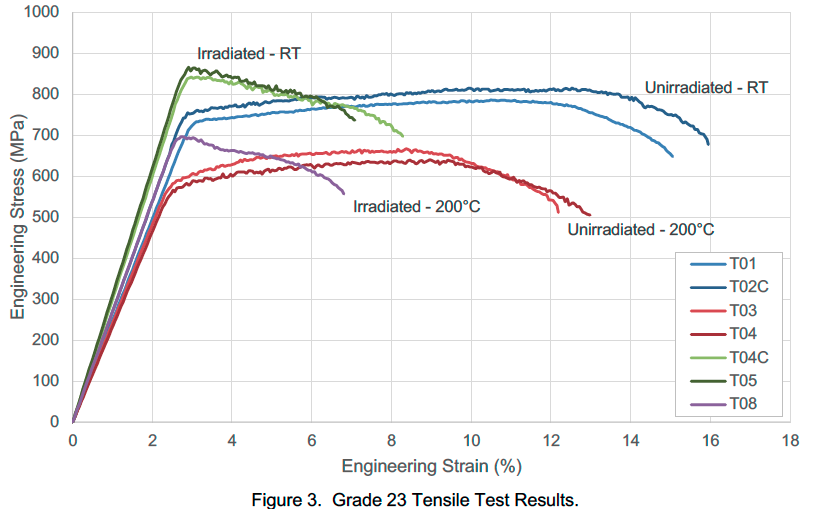 1000
900
800
700
600
500
400
300
200
100
0
Engineering Stress (MPa)
Irradiated - RT
Unirradiated - RT
Irradiated - 200°C
Unirradiated - 200°C
T01
T02C
T03
T04
T04C
T05
T08
0 2 4 6 8 10 12 14 16 18
Engineering Strain (%)
Figure 3. Grade 23 Tensile Test Results.